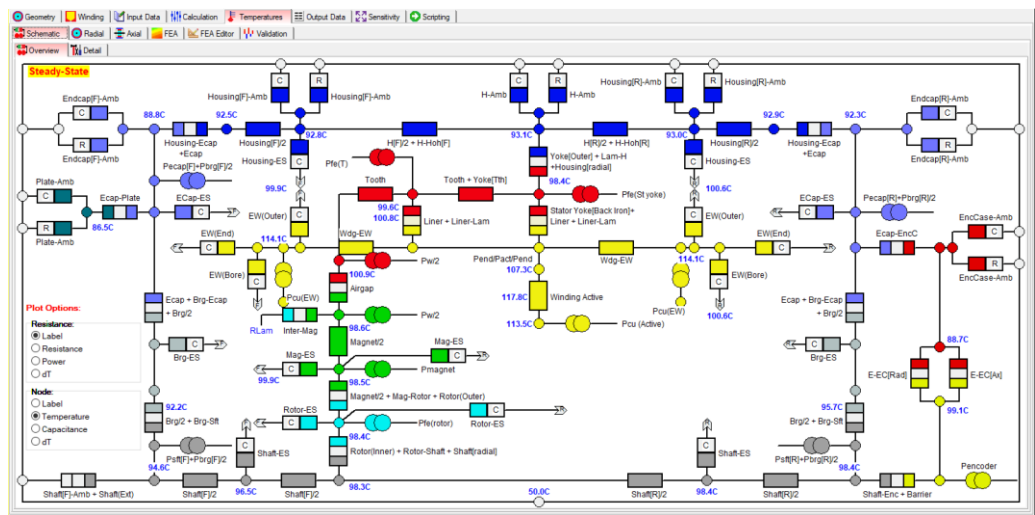 Geometry Winding Input Data Calculation Temperatures Output Data Sensitivity Scripting
Schematic Radial Axial FEA FEA Editor Validation
Overview Detail
Steady-State
C
R
C
R
C
R
Housing[F]-Amb Housing[F]-Amb
H-Amb H-Amb
Housing[R]-Amb Housing[R]-Amb
Endcap[F]-Amb
C
R
Endcap[F]-Amb
Endcap[R]-Amb
C
R
Endcap[R]-Amb
88.8C
92.5C
92.8C
93.1C
93.0C
92.9C
92.3C
Housing-Ecap
+Ecap
Housing[F]/2
H[F]/2 + H-Hoh[F]
H[R]/2 + H-Hoh[R]
Housing[R]/2
Housing-Ecap
+Ecap
Pecap[F]+Pbrg[F]/2
C
Housing-ES
Pfe(T)
Yoke[Outer] + Lam-H
+Housing[radial]
98.4C
C
Housing-ES
Plate-Amb
C
R
Plate-Amb
Ecap-Plate
86.5C
ECap-ES
C
99.9C
Tooth
Tooth + Yoke[Tth]
Pfe(St yoke)
100.6C
ECap-ES
C
Pecap[R]+Pbrg[R]/2
99.6C
100.8C
Liner + Liner-Lam
Stator Yoke[Back Iron]+
Liner + Liner-Lam
EW(Outer)
C
EW(Outer)
C
EncCase-Amb
C
R
EncCase-Amb
Ecap-EncC
EW(End)
C
114.1C
Wdg-EW
Wdg-EW
114.1C
EW(End)
C
C
EW(Bore)
Pcu(EW)
100.9C
Pw/2
Airgap
Pend/Pact/Pend
107.3C
117.8C
Winding Active
113.5C
Pcu (Active)
Pcu(EW)
C
EW(Bore)
100.6C
Plot Options:
Resistance:
Label
Resistance
Power
dT
Node:
Label
Temperature
Capacitance
dT
Ecap + Brg-Ecap
+ Brg/2
RLam
Inter-Mag
Pw/2
98.6C
Magnet/2
Ecap + Brg-Ecap
+ Brg/2
C
Brg-ES
Mag-ES
C
99.9C
Mag-ES
C
Pmagnet
98.5C
C
Brg-ES
88.7C
E-EC[Rad]
E-EC[Ax]
99.1C
Magnet/2 + Mag-Rotor + Rotor(Outer)
92.2C
Brg/2 + Brg-Sft
Rotor-ES
C
Pfe(rotor)
C
Rotor-ES
98.4C
95.7C
Brg/2 + Brg-Sft
Psft[F]+Pbrg[F]/2
C
Shaft-ES
Rotor(Inner) + Rotor-Shaft + Shaft[radial]
C
Shaft-ES
Psft[R]+Pbrg[R]/2
94.6C
98.4C
Pencoder
Shaft[F]-Amb + Shaft(Ext)
Shaft[F]/2
96.5C
Shaft[F]/2
98.3C
50.0C
Shaft[R]/2
98.4C
Shaft[R]/2
Shaft-Enc + Barrier